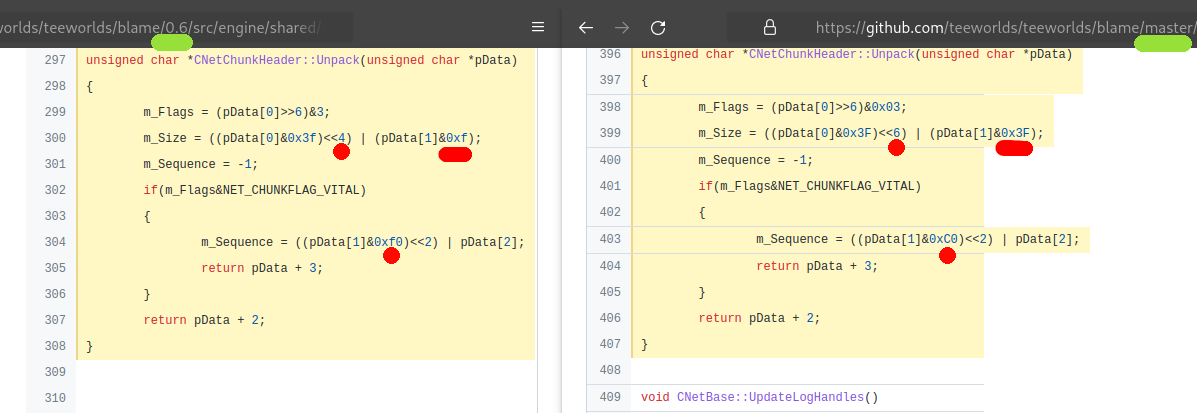 vorlds/teeworlds/blame/0.6/src/engine/shared/
297 unsigned char *CNetChunkHeader::Unpack(unsigned char *pData)
298 {
299 m_Flags = (pData[0]>>6)&3;
300 m_Size = ((pData[0]&0x3f)<<4) | (pData[1]&0xf);
301 m_Sequence = -1;
302 if(m_Flags&NET_CHUNKFLAG_VITAL)
303 {
304 m_Sequence = ((pData[1]&0xf0)<<2) | pData[2];
305 return pData + 3;
306 }
307 return pData + 2;
308 }
309
310
https://github.com/teeworlds/teeworlds/blame/master/
396 unsigned char *CNetChunkHeader::Unpack(unsigned char *pData)
397 {
398 m_Flags = (pData[0]>>6)&0x03;
399 m_Size = ((pData[0]&0x3F)<<6) | (pData[1]&0x3F);
400 m_Sequence = -1;
401 if(m_Flags&NET_CHUNKFLAG_VITAL)
402 {
403 m_Sequence = ((pData[1]&0xC0)<<2) | pData[2];
404 return pData + 3;
405 }
406 return pData + 2;
407 }
408
409 void CNetBase::UpdateLogHandles()